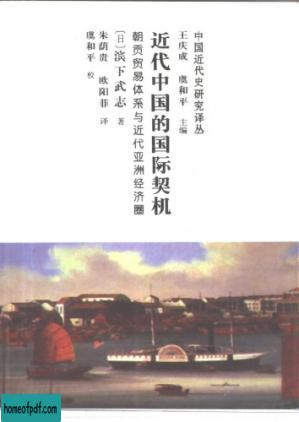 中国近代史研究译丛
王庆成 虞和平 主编
近代中国的国际契机
朝贡贸易体系与近代亚洲经济圈
〔日〕滨下武志 著
朱荫贵 欧阳菲 译
虞和平 校
homeofpdf.com